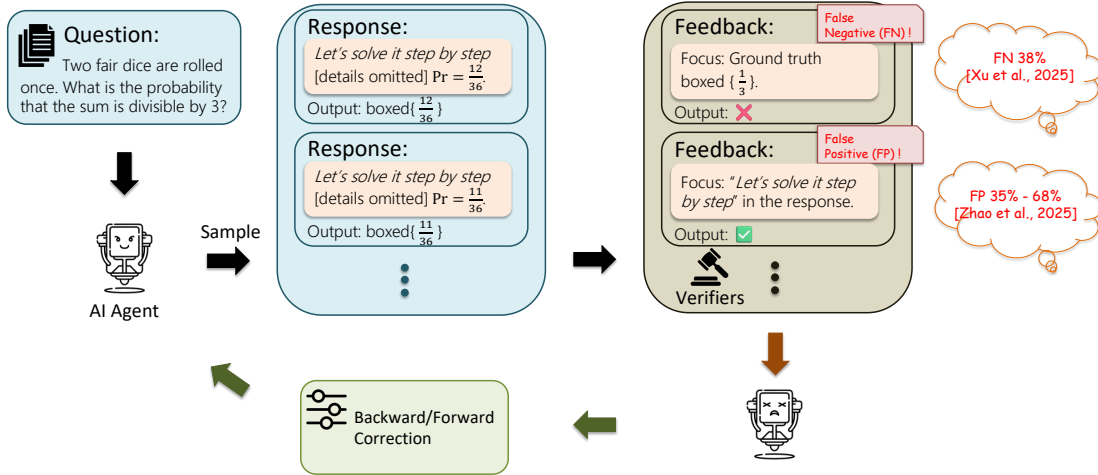 Question:
Two fair dice are rolled
once. What is the probability
that the sum is divisible by 3?
AI Agent
Sample
Response:
Let's solve it step by step
[details omitted] Pr = 12/36.
Output: boxed{ 12/36 }
Response:
Let's solve it step by step
[details omitted] Pr = 11/36.
Output: boxed{ 11/36 }
Feedback:
False
Negative (FN) !
Focus: Ground truth
boxed { 1/3 }.
Output: ❌
Feedback:
False
Positive (FP) !
Focus: "Let's solve it step
by step" in the response.
Output: ✅
Verifiers
FN 38%
[Xu et al., 2025]
FP 35% - 68%
[Zhao et al., 2025]
Backward/Forward
Correction